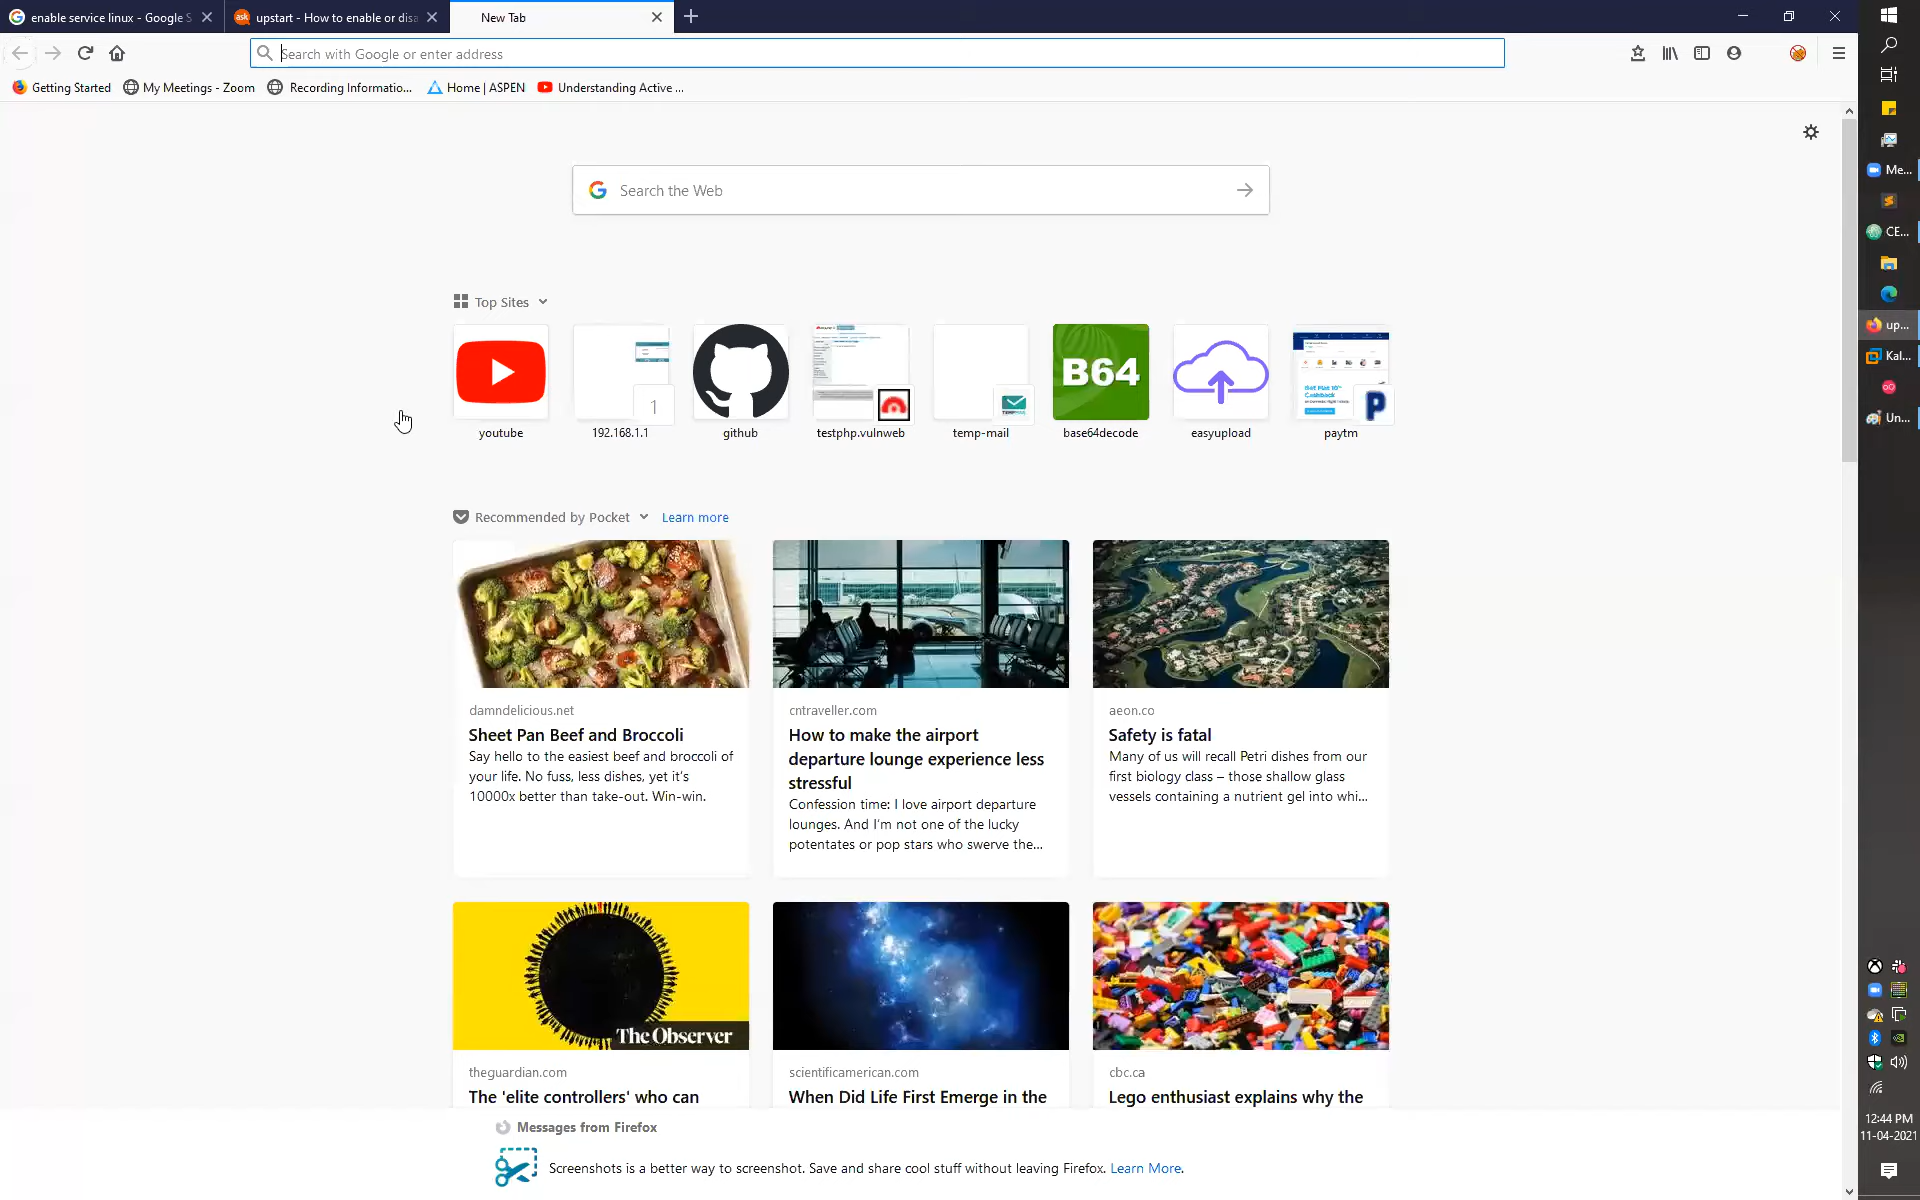 enable service linux - Google S
upstart - How to enable or disa
New Tab
Search with Google or enter address
Getting Started
My Meetings - Zoom
Recording Informatio...
Home | ASPEN
Understanding Active ...
Search the Web
Top Sites
1
B64
P
youtube
192.168.1.1
github
testphp.vulnweb
temp-mail
base64decode
easyupload
paytm
Recommended by Pocket
Learn more
damndelicious.net
Sheet Pan Beef and Broccoli
Say hello to the easiest beef and broccoli of
your life. No fuss, less dishes, yet it's
10000x better than take-out. Win-win.
cntraveller.com
How to make the airport
departure lounge experience less
stressful
Confession time: I love airport departure
lounges. And I'm not one of the lucky
potentates or pop stars who swerve the...
aeon.co
Safety is fatal
Many of us will recall Petri dishes from our
first biology class – those shallow glass
vessels containing a nutrient gel into whi...
The Observer
theguardian.com
The 'elite controllers' who can
scientificamerican.com
When Did Life First Emerge in the
cbc.ca
Lego enthusiast explains why the
Messages from Firefox
Screenshots is a better way to screenshot. Save and share cool stuff without leaving Firefox. Learn More.
Me...
CE...
up...
Kal...
Un...
12:44 PM
11-04-2021